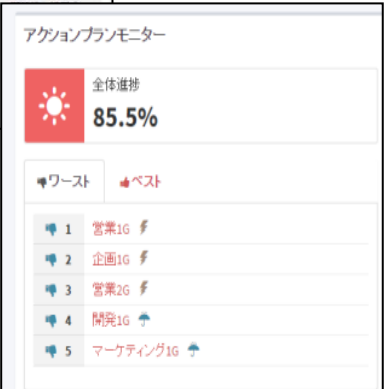 アクションプランモニター
全体進捗
85.5%
ワースト ベスト
1 営業1G
2 企画1G
3 営業2G
4 開発1G
5 マーケティング1G